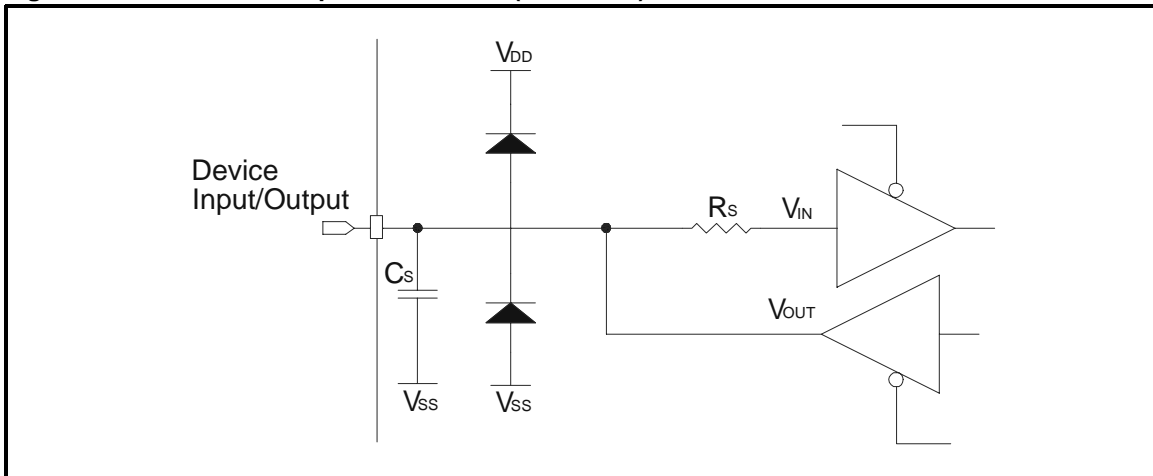 VDD
Device
Input/Output
RS
VIN
CS
VOUT
VSS
VSS